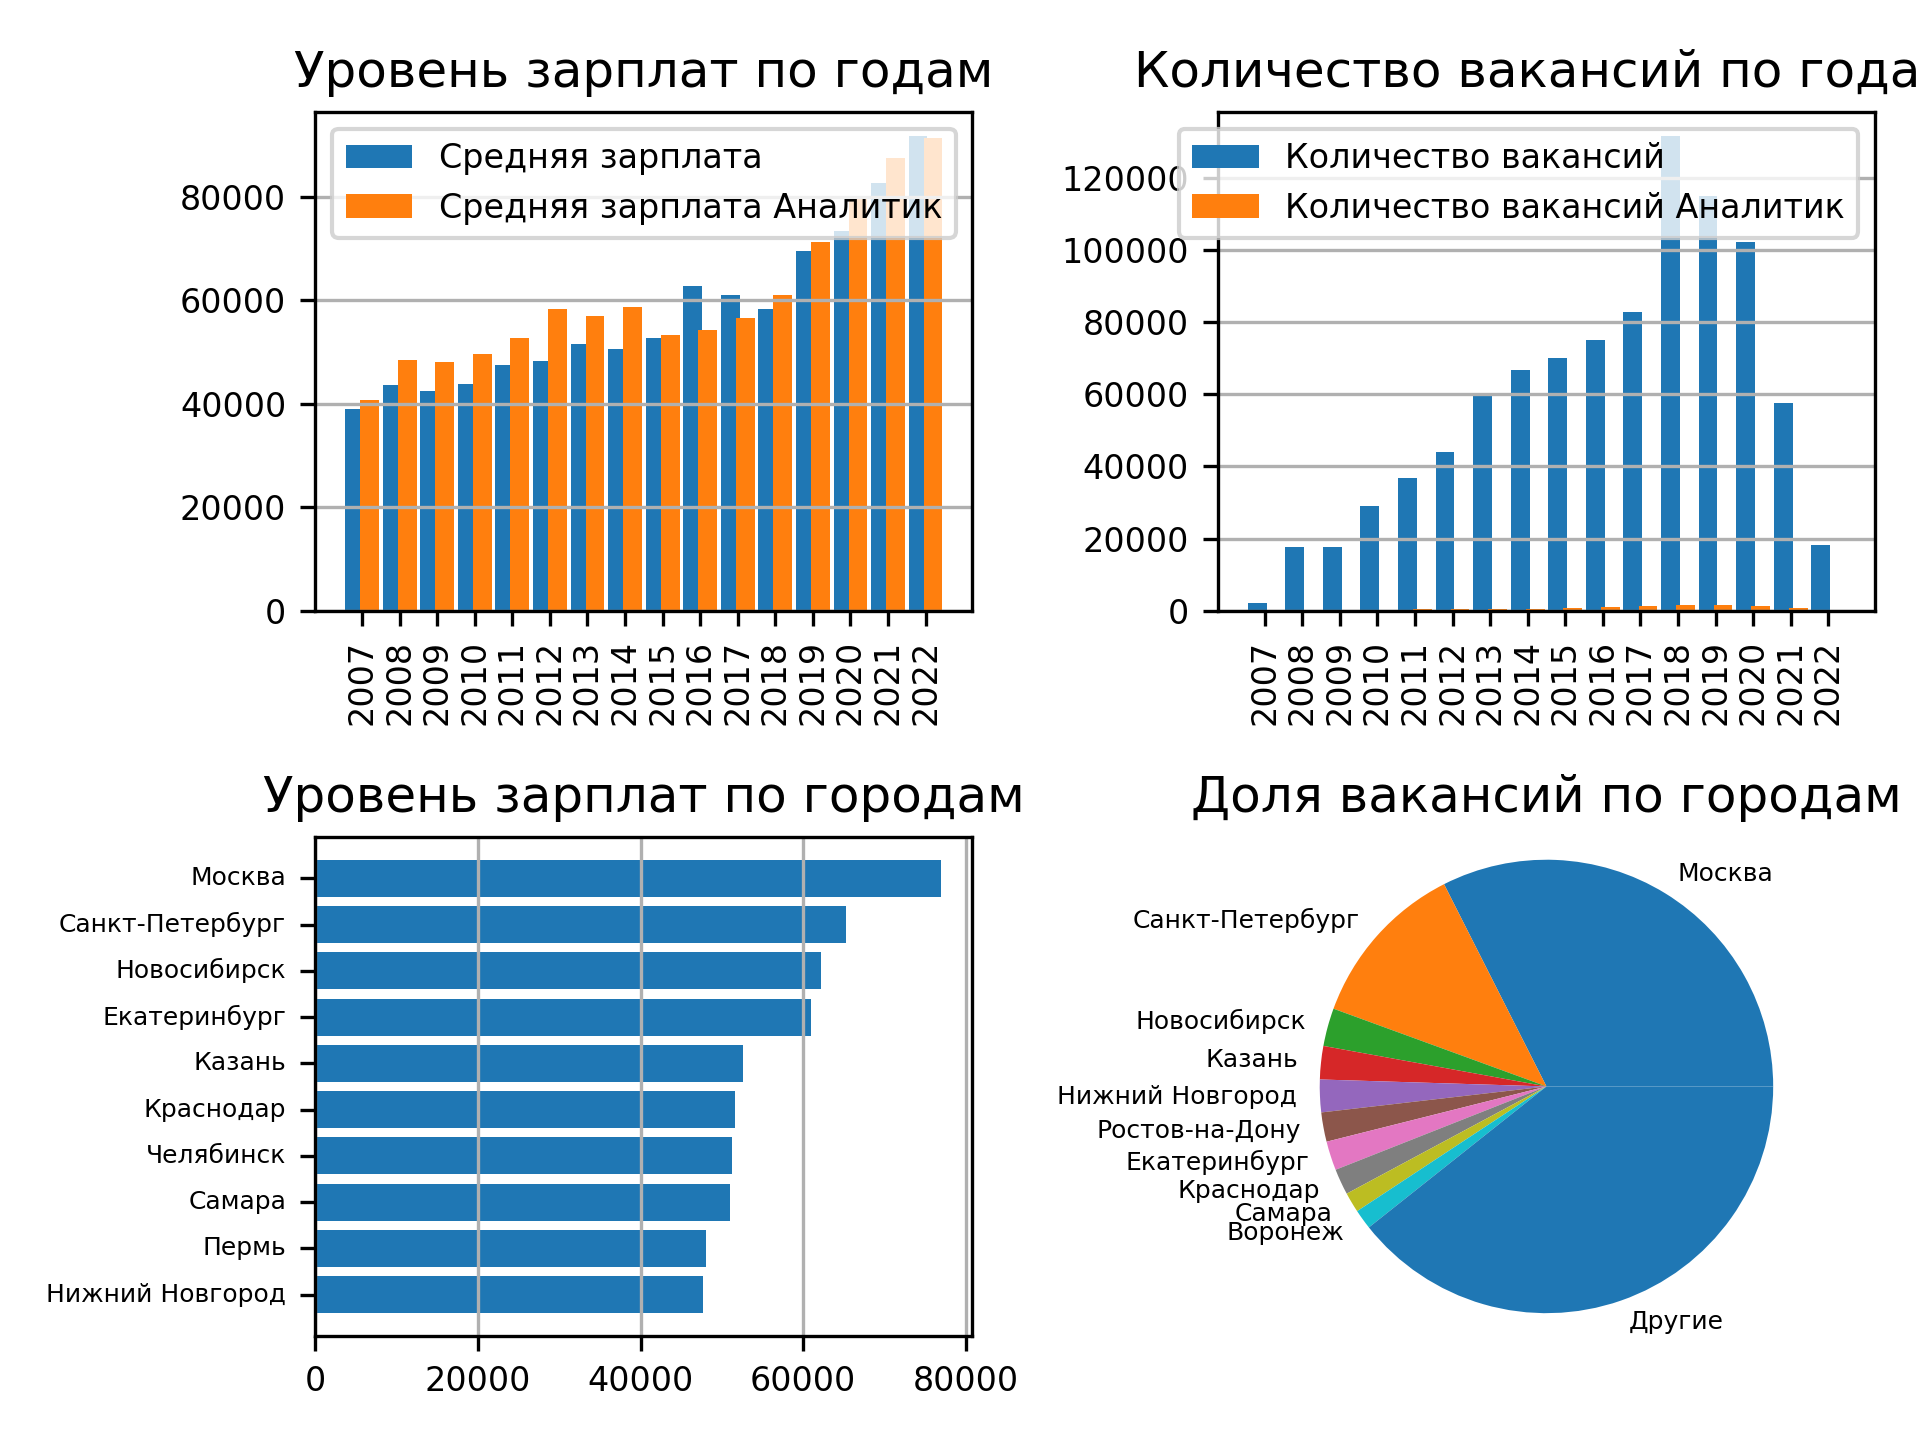 Уровень зарплат по годам
Средняя зарплата
Средняя зарплата Аналитик
80000
60000
40000
20000
0
2007
2008
2009
2010
2011
2012
2013
2014
2015
2016
2017
2018
2019
2020
2021
2022
Количество вакансий по года
Количество вакансий
Количество вакансий Аналитик
120000
100000
80000
60000
40000
20000
0
2007
2008
2009
2010
2011
2012
2013
2014
2015
2016
2017
2018
2019
2020
2021
2022
Уровень зарплат по городам
Москва
Санкт-Петербург
Новосибирск
Екатеринбург
Казань
Краснодар
Челябинск
Самара
Пермь
Нижний Новгород
0
20000
40000
60000
80000
Доля вакансий по городам
Москва
Санкт-Петербург
Новосибирск
Казань
Нижний Новгород
Ростов-на-Дону
Екатеринбург
Краснодар
Самара
Воронеж
Другие